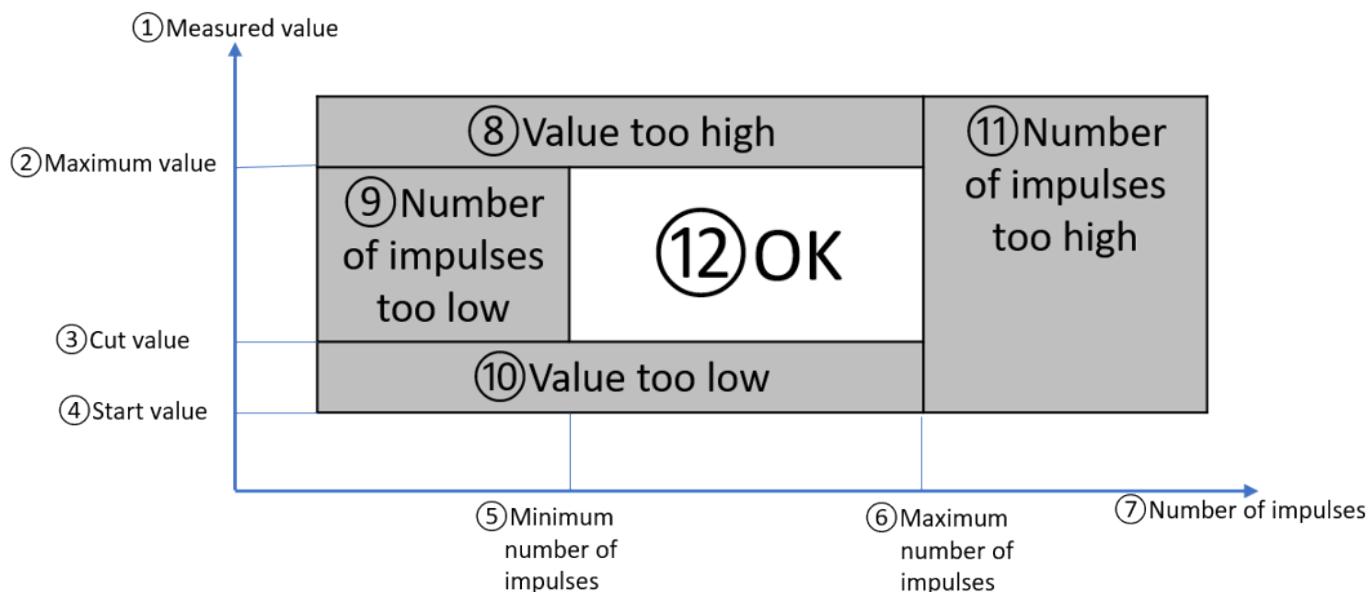 ①Measured value
⑧Value too high
⑪Number
of impulses
too high
②Maximum value
⑨Number
of impulses
too low
⑫OK
③Cut value
⑩Value too low
④Start value
⑤Minimum
number of
impulses
⑥Maximum
number of
impulses
⑦Number of impulses